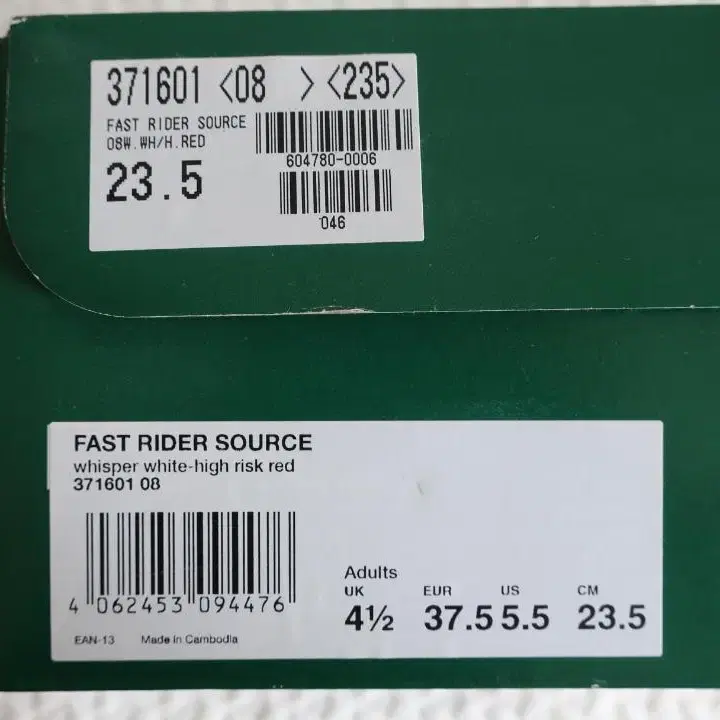 371601 <08 > <235>
FAST RIDER SOURCE
08W.WH/H.RED
604780-0006
23.5
046
FAST RIDER SOURCE
whisper white-high risk red
371601 08
4 062453 094476
EAN-13 Made in Cambodia
Adults
UK EUR US CM
4½ 37.5 5.5 23.5